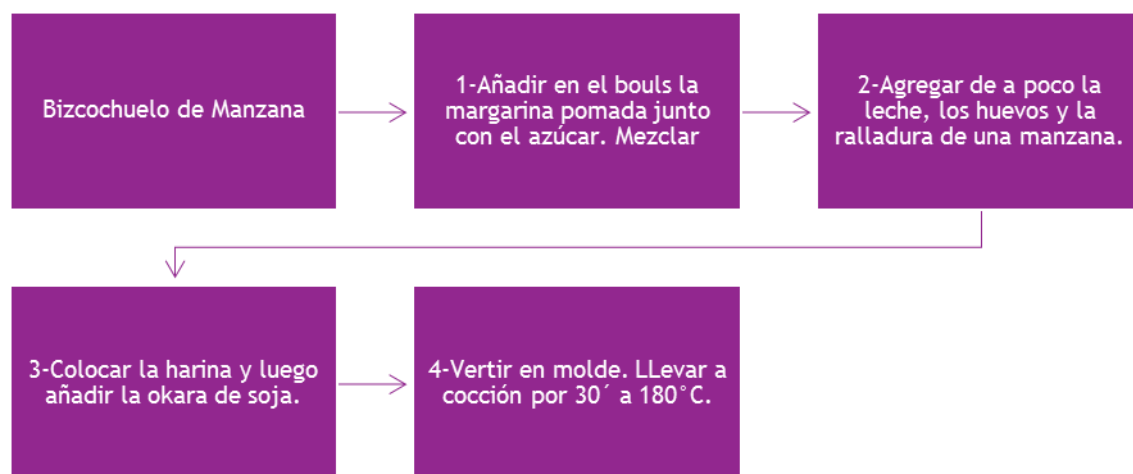 Bizcochuelo de Manzana
1-Añadir en el bouls la
margarina pomada junto
con el azúcar. Mezclar
2-Agregar de a poco la
leche, los huevos y la
ralladura de una manzana.
3-Colocar la harina y luego
añadir la okara de soja.
4-Vertir en molde. LLevar a
cocción por 30´ a 180°C.